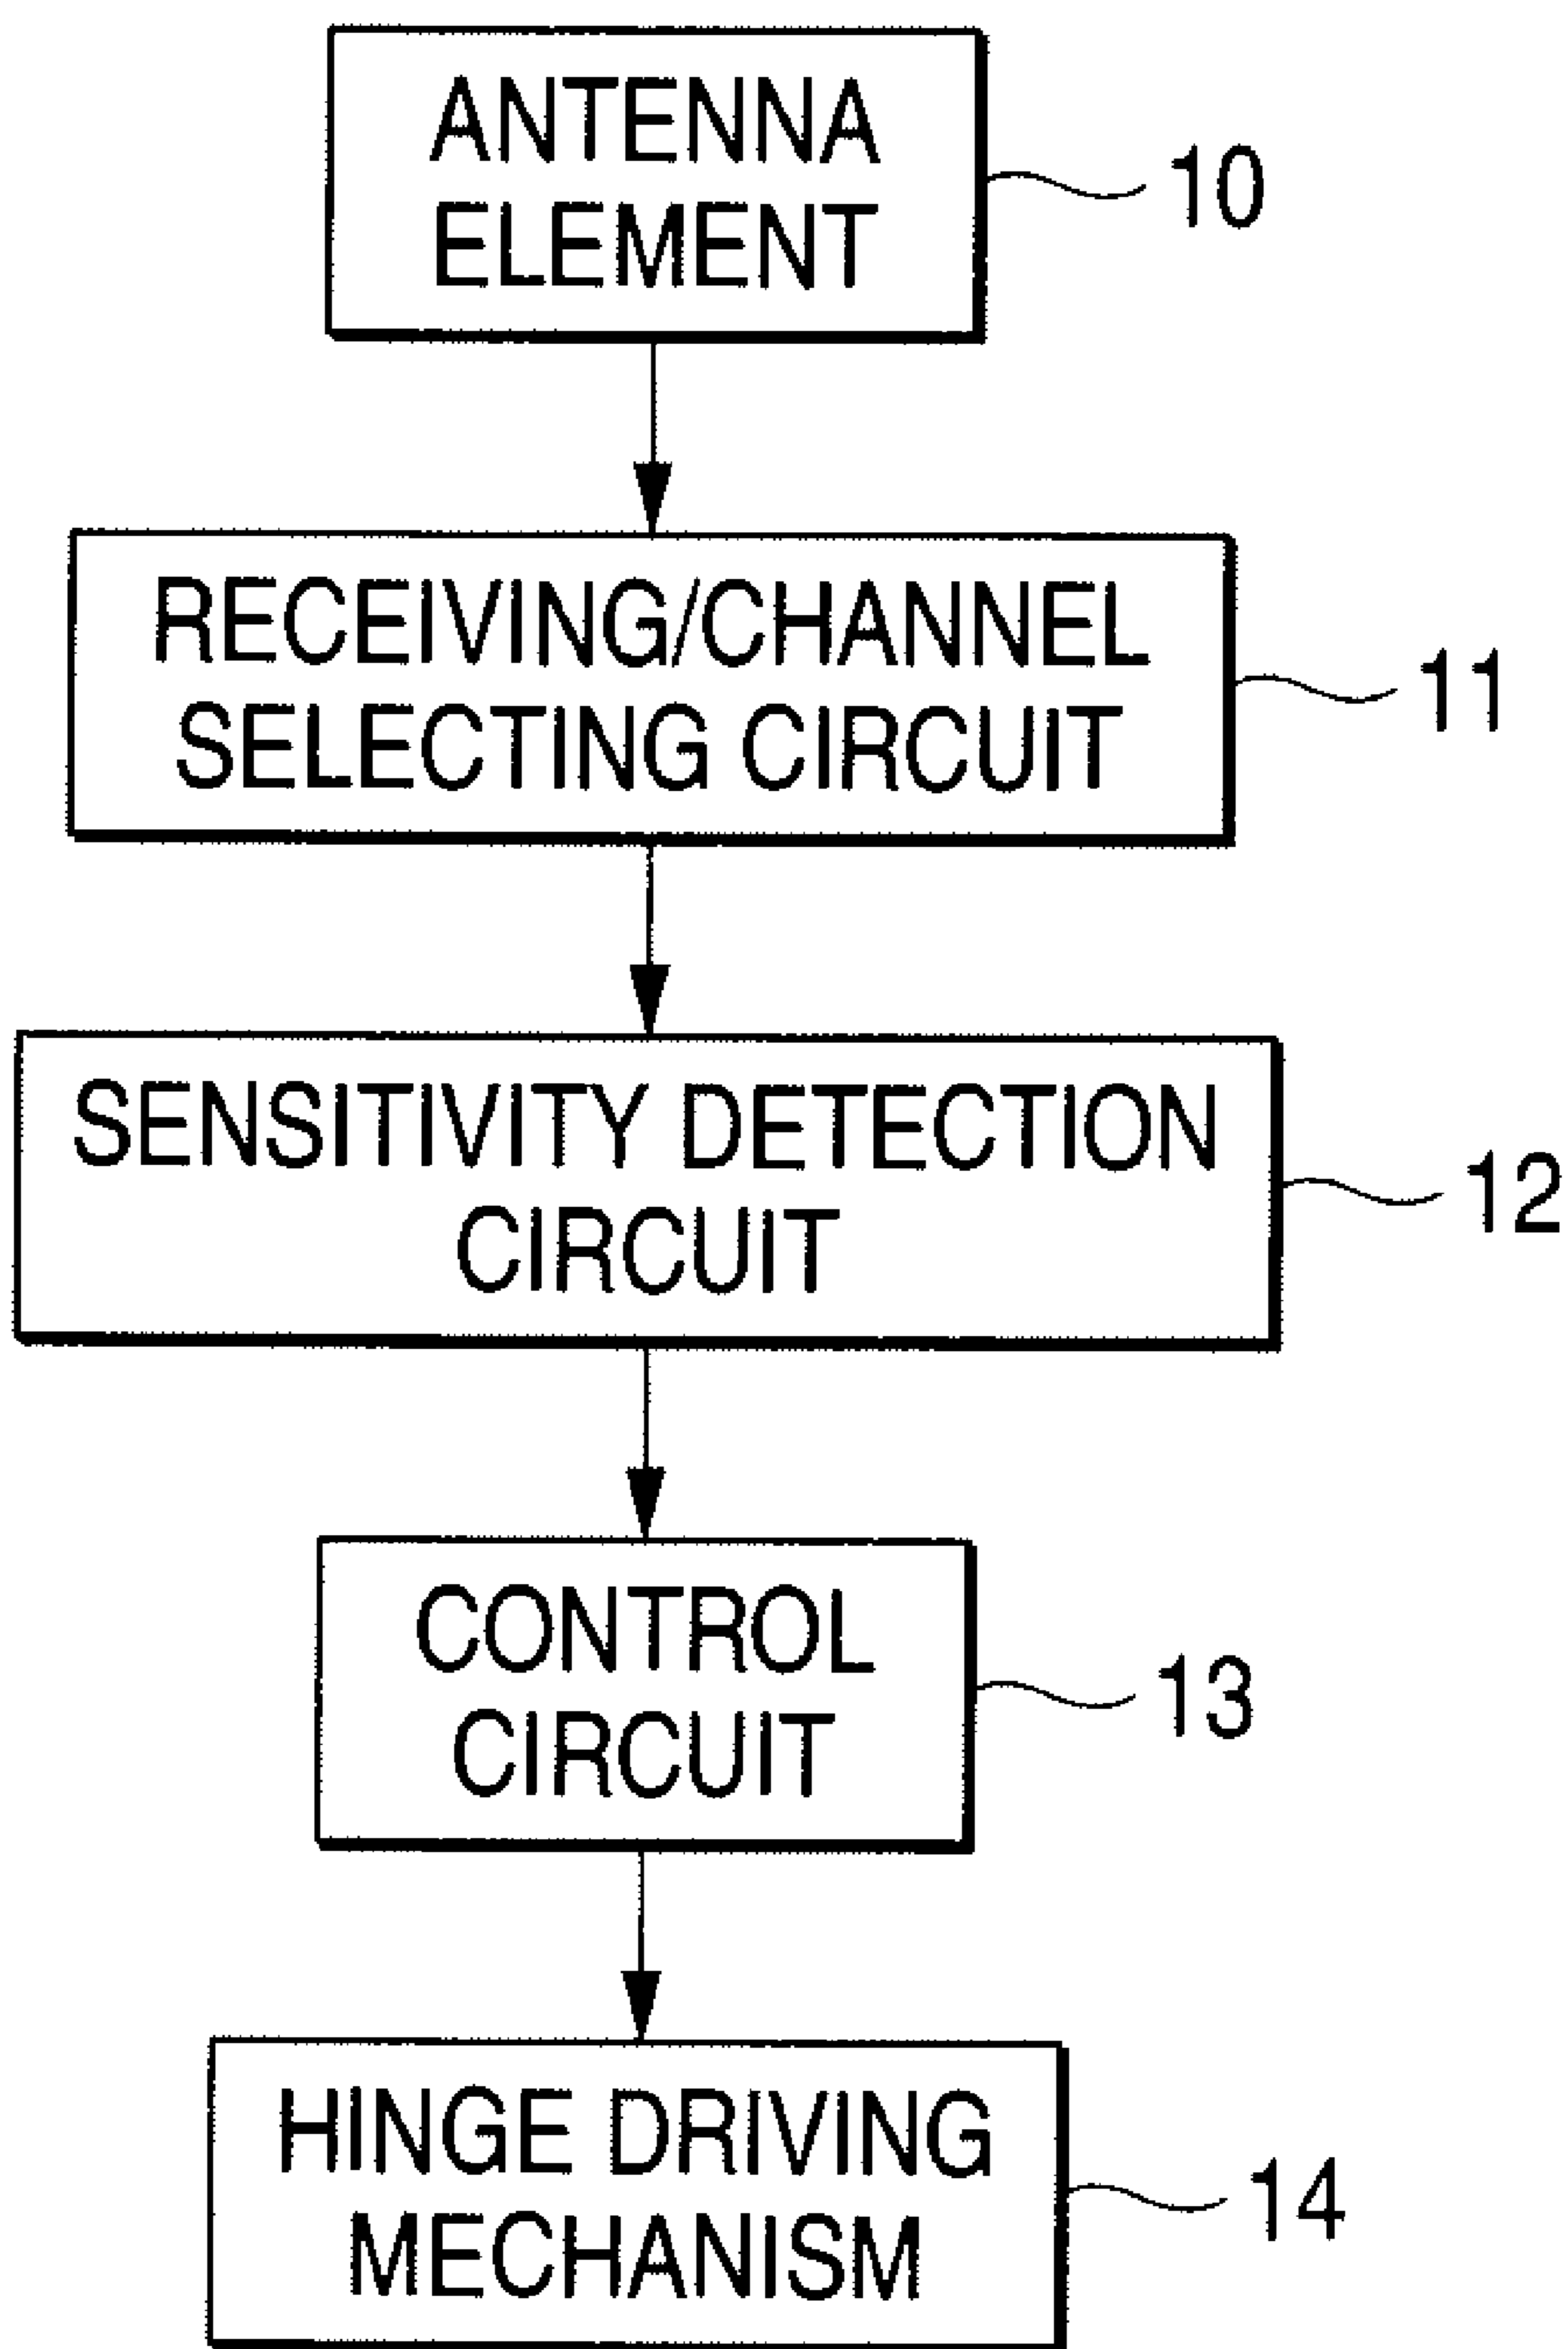 ANTENNA
ELEMENT
10
RECEIVING/CHANNEL
SELECTING CIRCUIT
11
SENSITIVITY DETECTION
CIRCUIT
12
CONTROL
CIRCUIT
13
HINGE DRIVING
MECHANISM
14